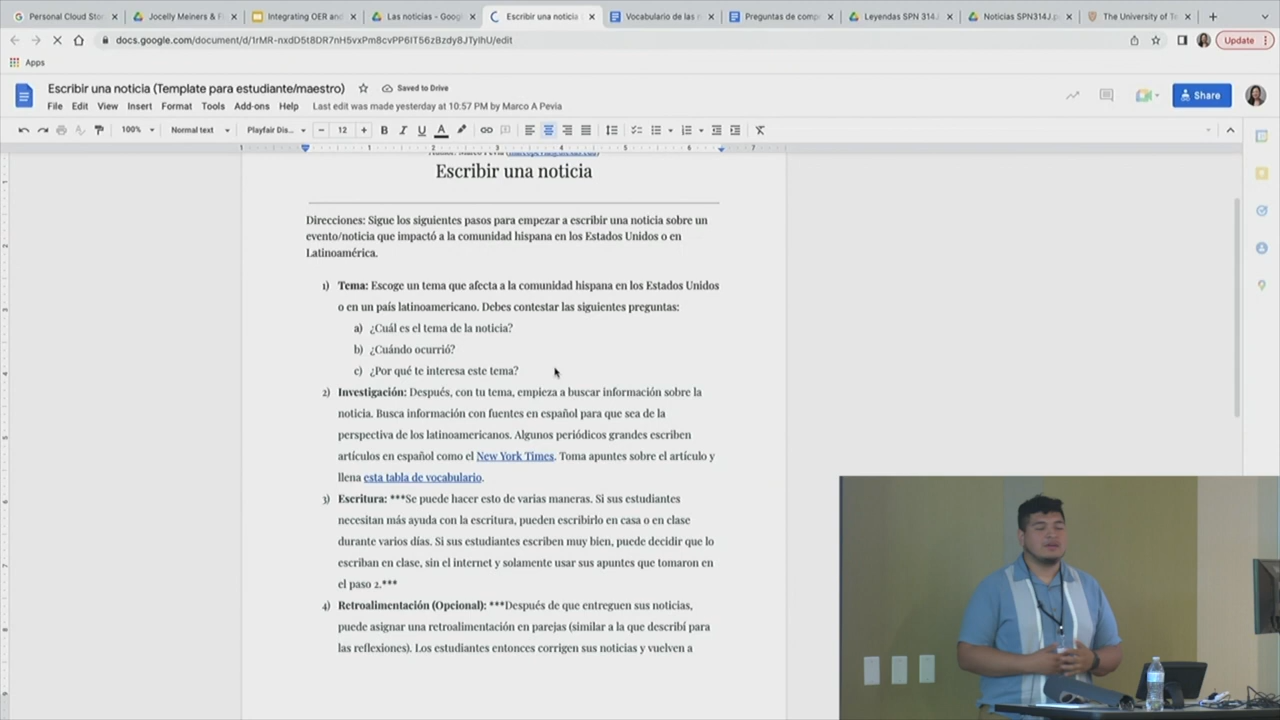 Personal Cloud Stor
Jocelly Meiners & F
Integrating OER and
Las noticias - Goog
Escribir una noticia
Vocabulario de las n
Preguntas de comp
Leyendas SPN 314J
Noticias SPN314J.p
The University of Te
docs.google.com/document/d/1rMR-nxdD5t8DR7nH5vxPm8cvPP6IT56zBzdy8JTyIhU/edit
Update
Apps
Escribir una noticia (Template para estudiante/maestro)
Saved to Drive
File Edit View Insert Format Tools Add-ons Help Last edit was made yesterday at 10:57 PM by Marco A Pevia
Share
100% Normal text Playfair Dis... 12
Escribir una noticia
Direcciones: Sigue los siguientes pasos para empezar a escribir una noticia sobre un
evento/noticia que impactó a la comunidad hispana en los Estados Unidos o en
Latinoamérica.
1) Tema: Escoge un tema que afecta a la comunidad hispana en los Estados Unidos
o en un país latinoamericano. Debes contestar las siguientes preguntas:
a) ¿Cuál es el tema de la noticia?
b) ¿Cuándo ocurrió?
c) ¿Por qué te interesa este tema?
2) Investigación: Después, con tu tema, empieza a buscar información sobre la
noticia. Busca información con fuentes en español para que sea de la
perspectiva de los latinoamericanos. Algunos periódicos grandes escriben
artículos en español como el New York Times. Toma apuntes sobre el artículo y
llena esta tabla de vocabulario.
3) Escritura: ***Se puede hacer esto de varias maneras. Si sus estudiantes
necesitan más ayuda con la escritura, pueden escribirlo en casa o en clase
durante varios días. Si sus estudiantes escriben muy bien, puede decidir que lo
escriban en clase, sin el internet y solamente usar sus apuntes que tomaron en
el paso 2.***
4) Retroalimentación (Opcional): ***Después de que entreguen sus noticias,
puede asignar una retroalimentación en parejas (similar a la que describí para
las reflexiones). Los estudiantes entonces corrigen sus noticias y vuelven a